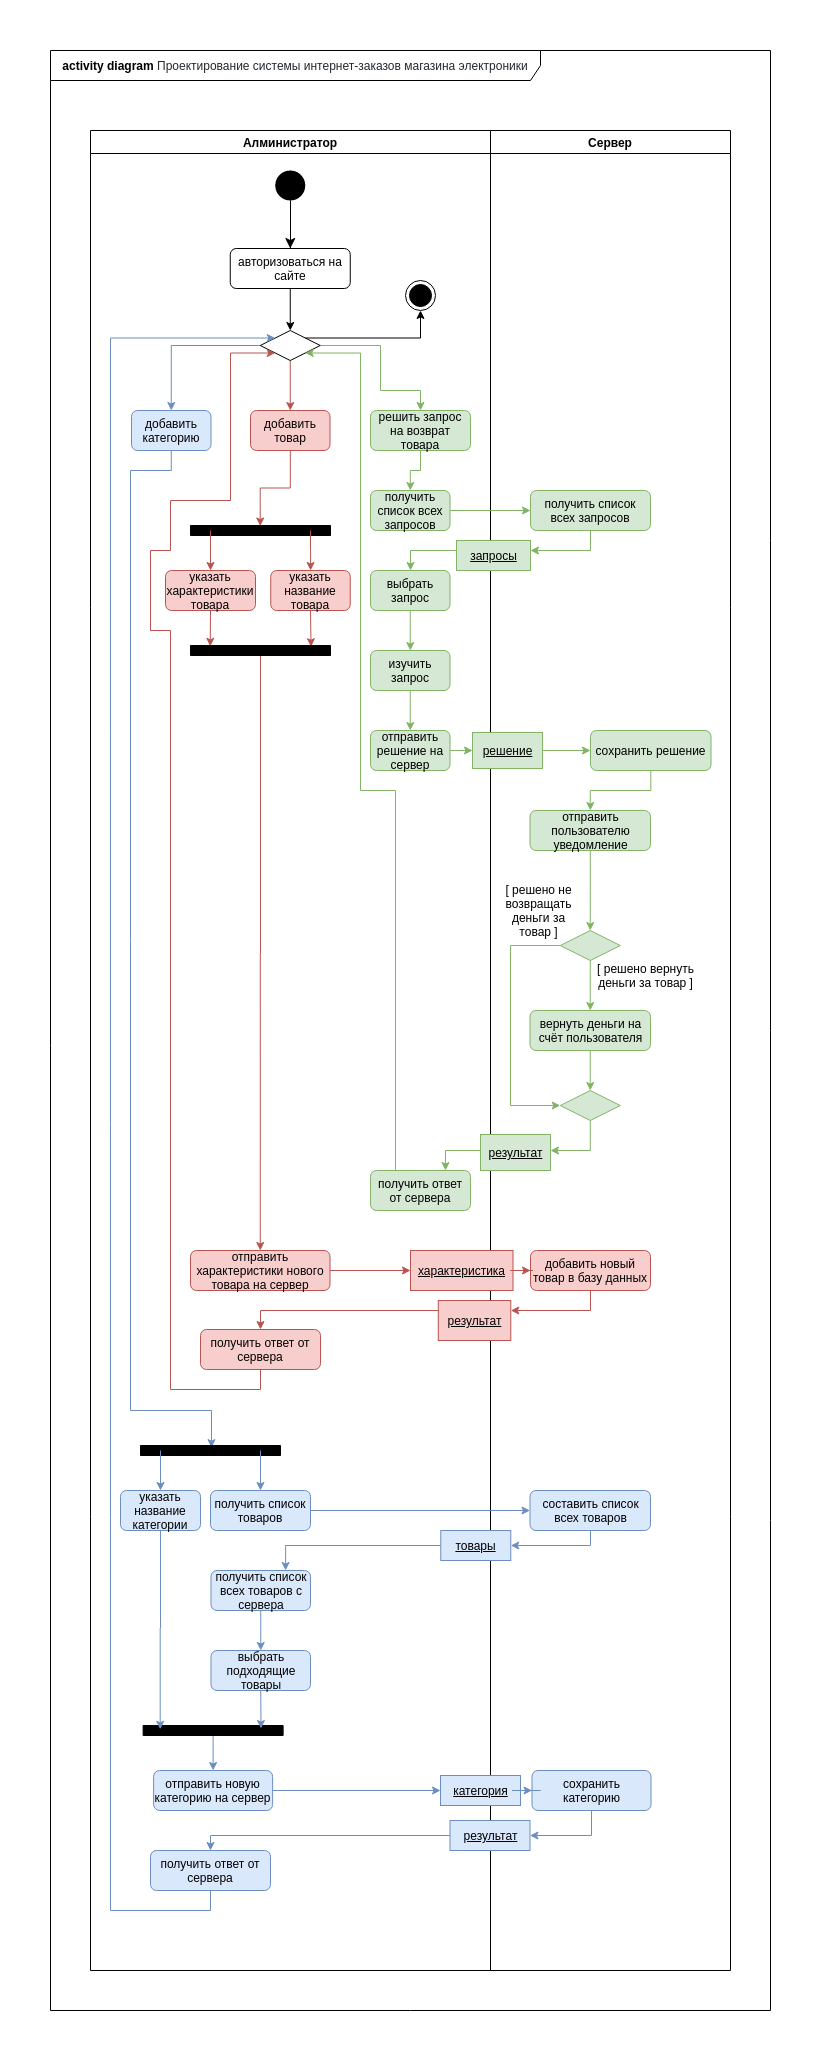 activity diagram Проектирование системы интернет-заказов магазина электроники
Алминистратор
Сервер
авторизоваться на
сайте
добавить
категорию
добавить
товар
решить запрос
на возврат
товара
получить
список всех
запросов
получить список
всех запросов
запросы
указать
характеристики
товара
указать
название
товара
выбрать
запрос
изучить
запрос
отправить
решение на
сервер
решение
сохранить решение
отправить
пользователю
уведомление
[ решено не
возвращать
деньги за
товар ]
[ решено вернуть
деньги за товар ]
вернуть деньги на
счёт пользователя
результат
получить ответ
от сервера
отправить
характеристики нового
товара на сервер
характеристика
добавить новый
товар в базу данных
результат
получить ответ от
сервера
указать
название
категории
получить список
товаров
составить список
всех товаров
товары
получить список
всех товаров с
сервера
выбрать
подходящие
товары
отправить новую
категорию на сервер
категория
сохранить
категорию
результат
получить ответ от
сервера